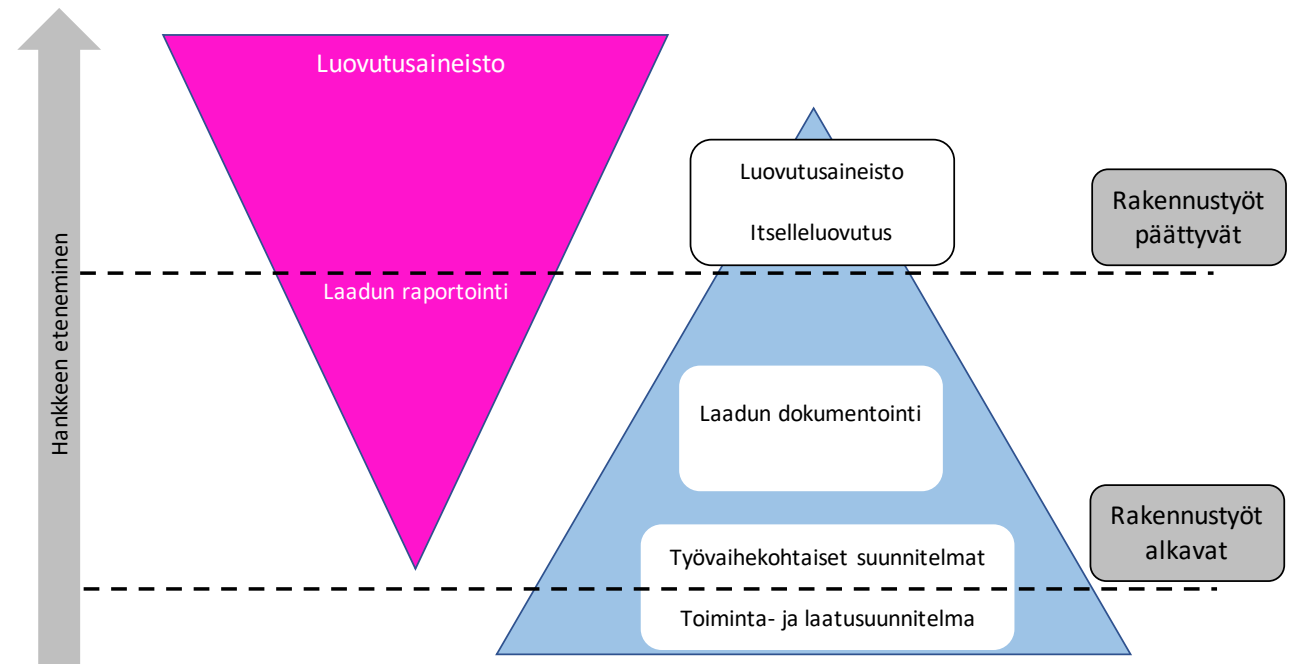 Luovutusaineisto
Laadun raportointi
Luovutusaineisto
Itselleluovutus
Laadun dokumentointi
Työvaihekohtaiset suunnitelmat
Toiminta- ja laatusuunnitelma
Rakennustyöt
päättyvät
Rakennustyöt
alkavat
Hankkeen eteneminen